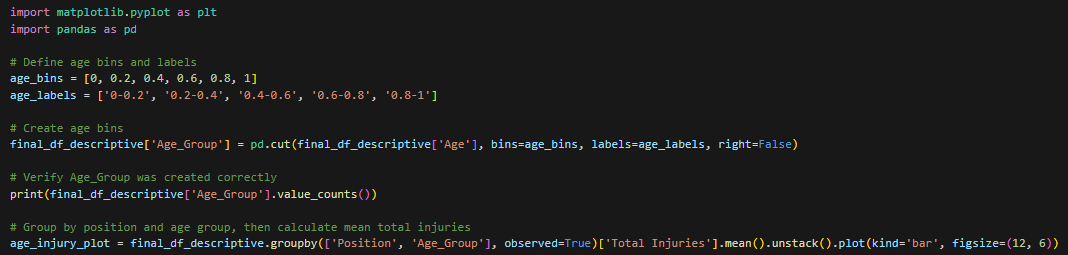 import matplotlib.pyplot as plt
import pandas as pd
# Define age bins and labels
age_bins = [0, 0.2, 0.4, 0.6, 0.8, 1]
age_labels = ['0-0.2', '0.2-0.4', '0.4-0.6', '0.6-0.8', '0.8-1']
# Create age bins
final_df_descriptive['Age_Group'] = pd.cut(final_df_descriptive['Age'], bins=age_bins, labels=age_labels, right=False)
# Verify Age_Group was created correctly
print(final_df_descriptive['Age_Group'].value_counts())
# Group by position and age group, then calculate mean total injuries
age_injury_plot = final_df_descriptive.groupby(['Position', 'Age_Group'], observed=True)['Total Injuries'].mean().unstack().plot(kind='bar', figsize=(12, 6))